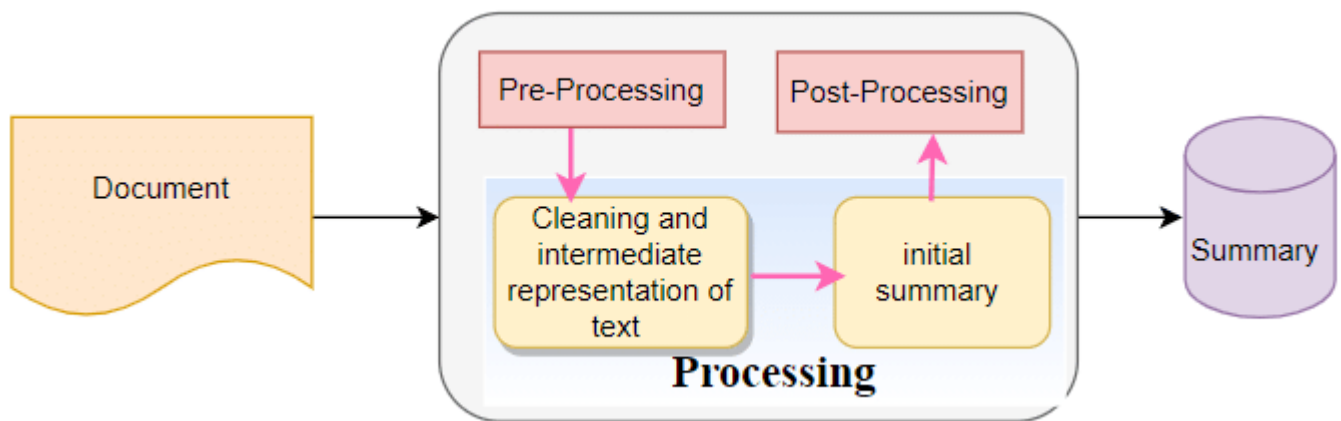 Document
Pre-Processing
Post-Processing
Cleaning and
intermediate
representation of
text
initial
summary
Processing
Summary